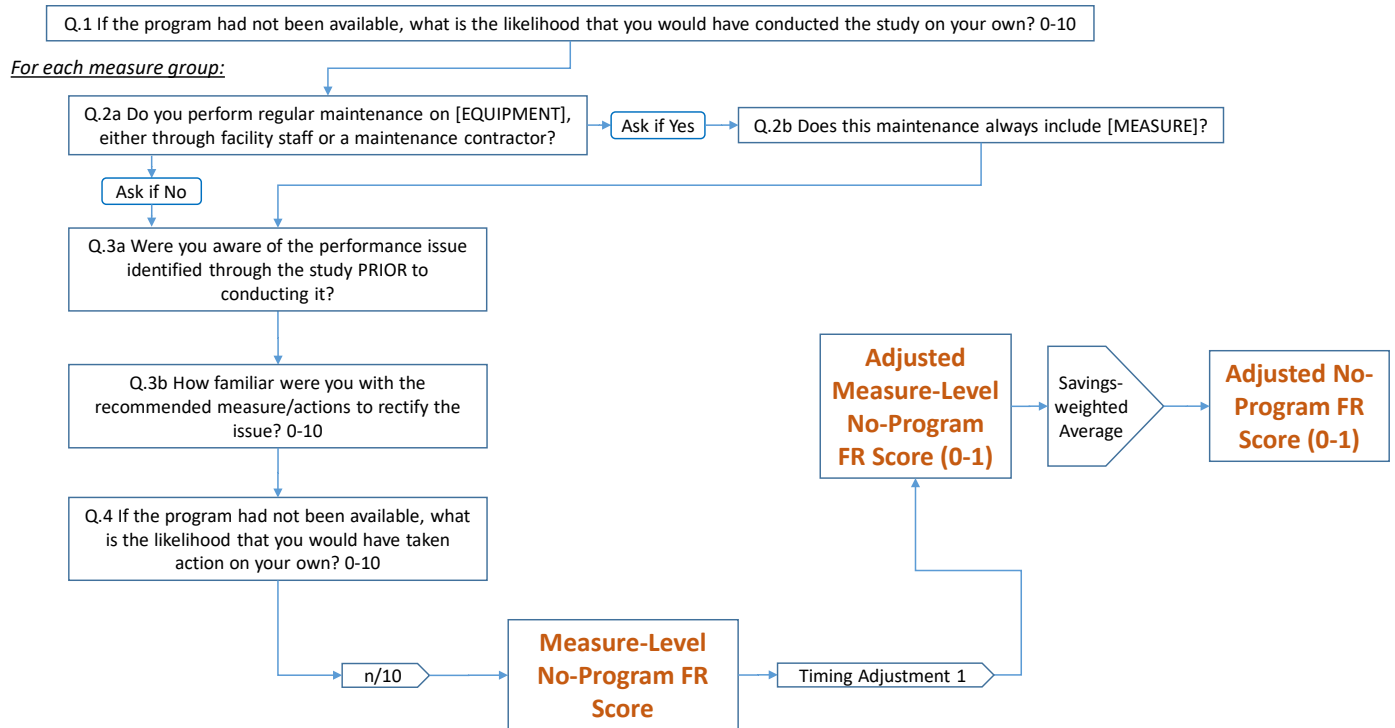 Q.1 If the program had not been available, what is the likelihood that you would have conducted the study on your own? 0-10
For each measure group:
Q.2a Do you perform regular maintenance on [EQUIPMENT],
either through facility staff or a maintenance contractor?
Ask if Yes
Q.2b Does this maintenance always include [MEASURE]?
Ask if No
Q.3a Were you aware of the performance issue
identified through the study PRIOR to
conducting it?
Q.3b How familiar were you with the
recommended measure/actions to rectify the
issue? 0-10
Q.4 If the program had not been available, what
is the likelihood that you would have taken
action on your own? 0-10
n/10
Measure-Level
No-Program FR
Score
Timing Adjustment 1
Adjusted
Measure-Level
No-Program
FR Score (0-1)
Savings-
weighted
Average
Adjusted No-
Program FR
Score (0-1)